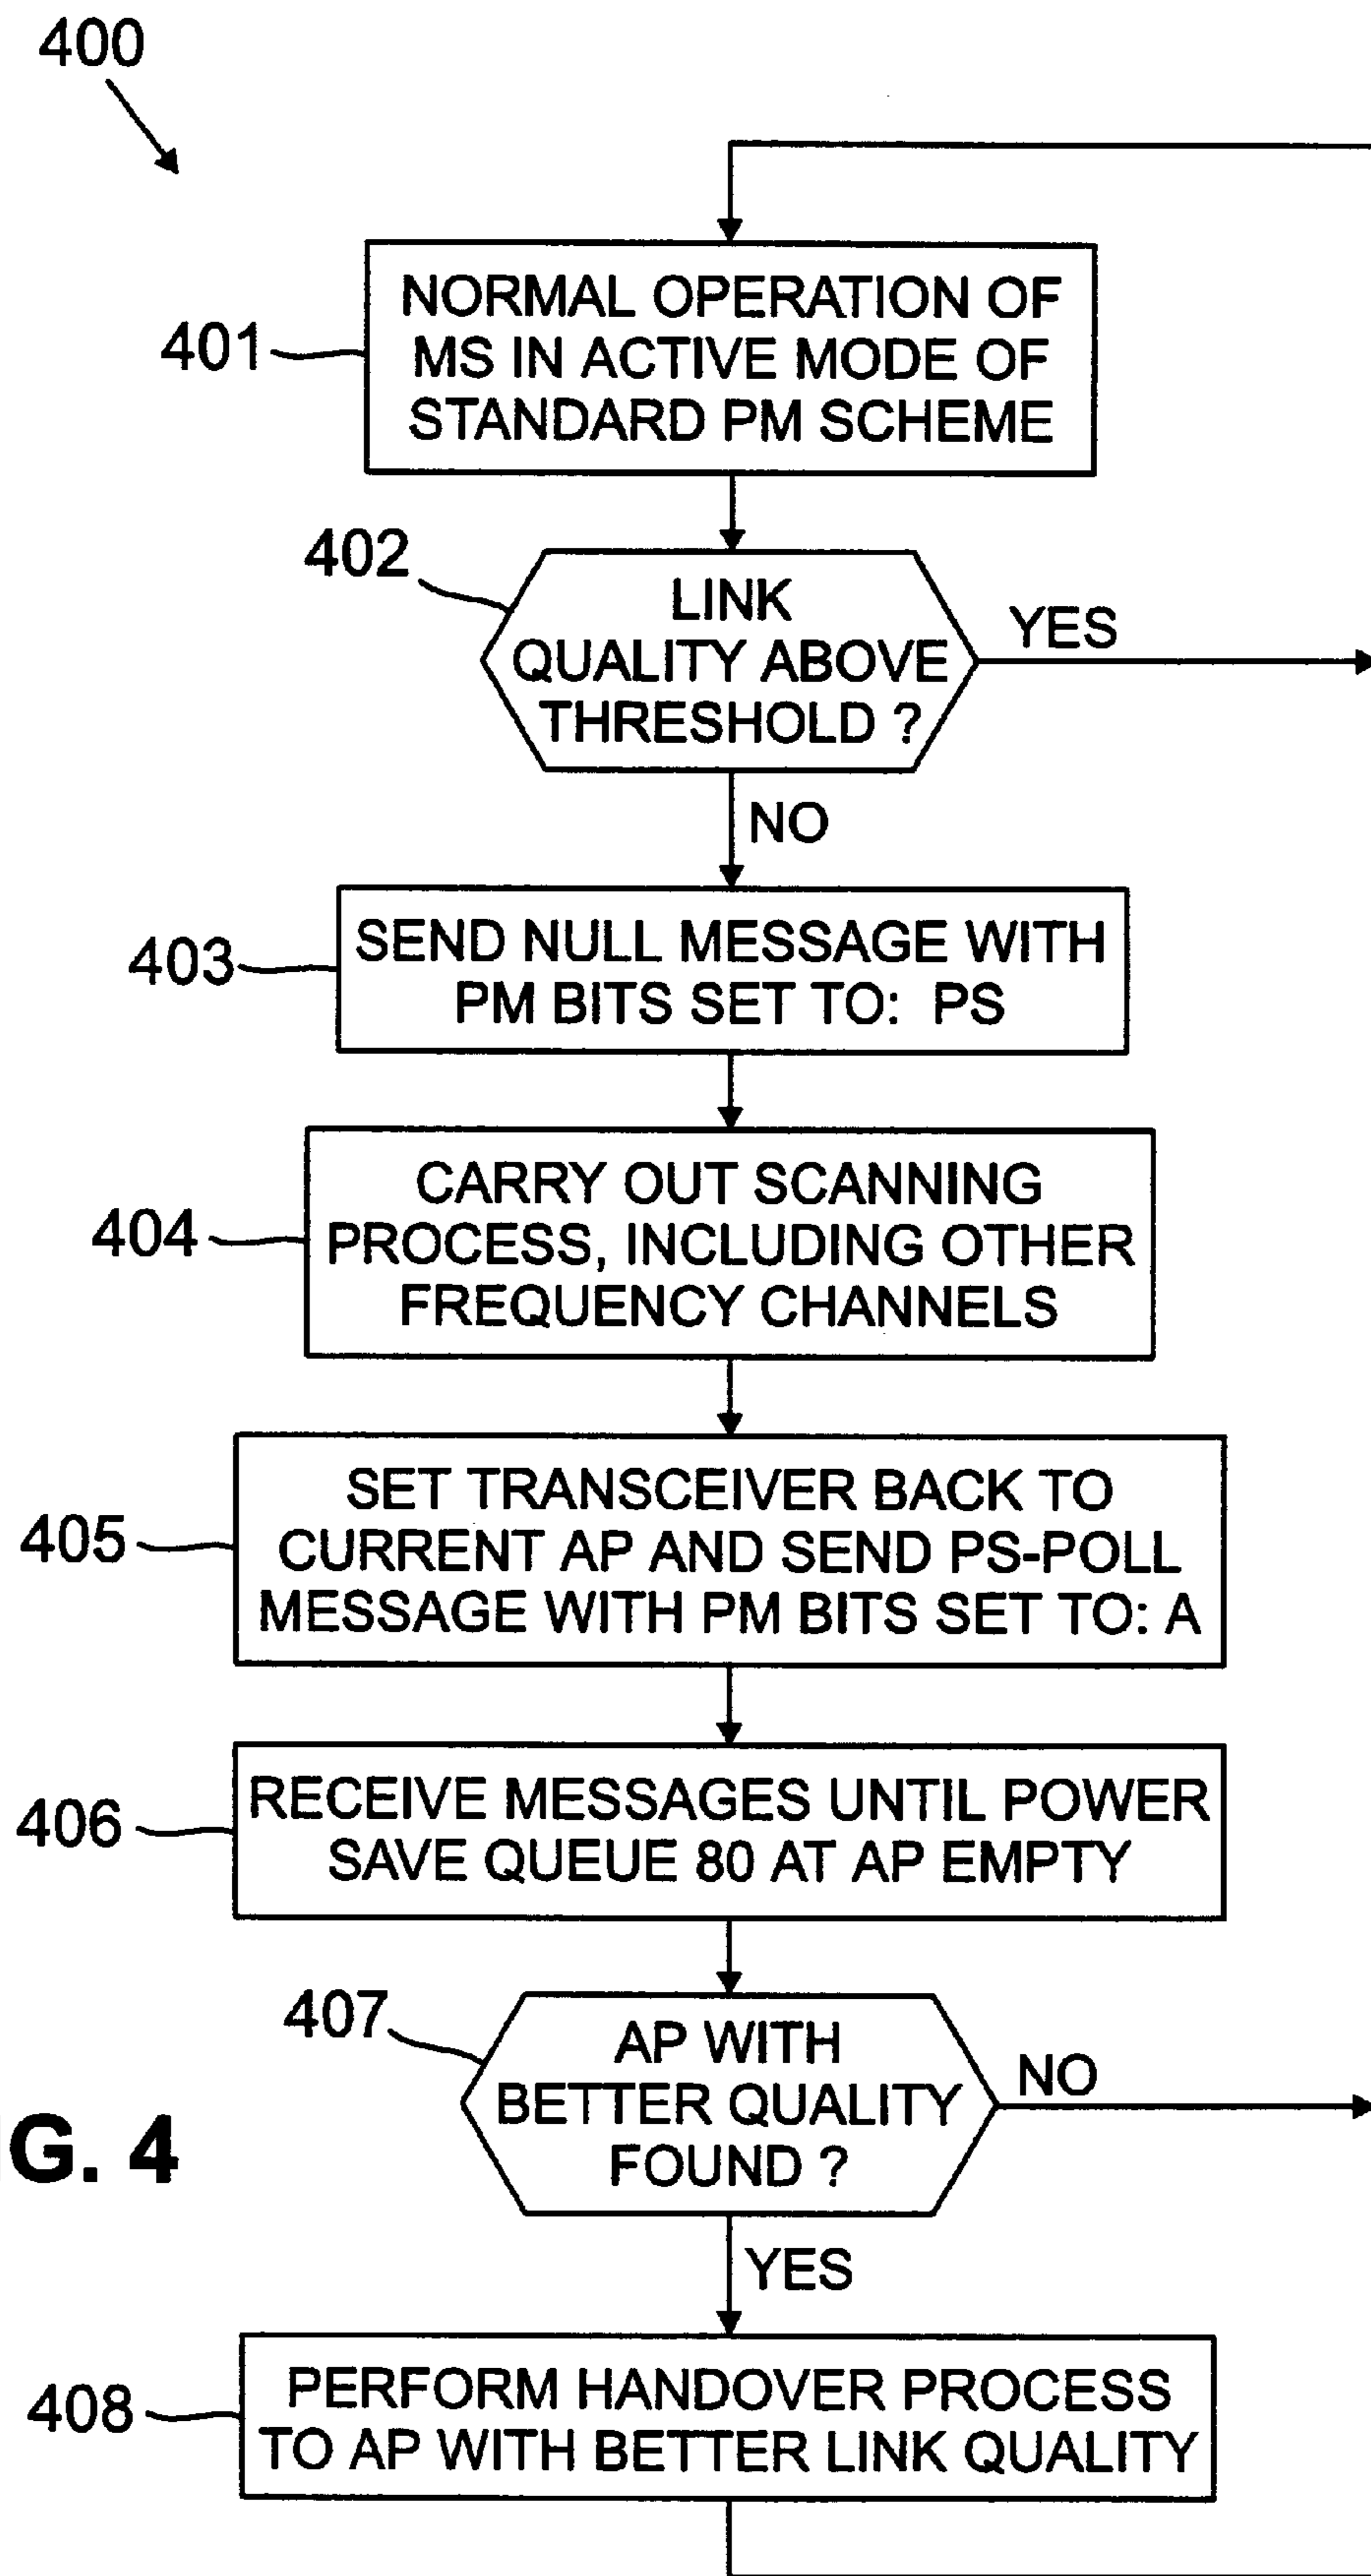 400
401
NORMAL OPERATION OF
MS IN ACTIVE MODE OF
STANDARD PM SCHEME
402
LINK
QUALITY ABOVE
THRESHOLD ?
YES
NO
403
SEND NULL MESSAGE WITH
PM BITS SET TO: PS
404
CARRY OUT SCANNING
PROCESS, INCLUDING OTHER
FREQUENCY CHANNELS
405
SET TRANSCEIVER BACK TO
CURRENT AP AND SEND PS-POLL
MESSAGE WITH PM BITS SET TO: A
406
RECEIVE MESSAGES UNTIL POWER
SAVE QUEUE 80 AT AP EMPTY
407
AP WITH
BETTER QUALITY
FOUND ?
NO
G. 4
YES
408
PERFORM HANDOVER PROCESS
TO AP WITH BETTER LINK QUALITY